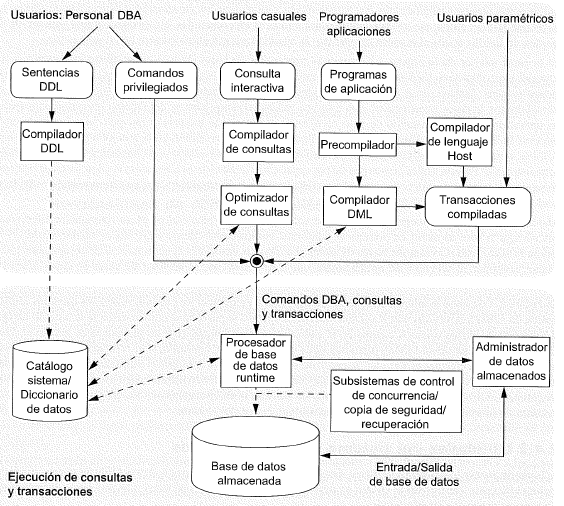 Usuarios: Personal DBA
Usuarios casuales
Programadores
aplicaciones
Usuarios paramétricos
Sentencias
DDL
Comandos
privilegiados
Consulta
interactiva
Programas
de aplicación
Compilador
DDL
Compilador
de consultas
Precompilador
Compilador
de lenguaje
Host
Optimizador
de consultas
Compilador
DML
Transacciones
compiladas
Comandos DBA, consultas
y transacciones
Catálogo
sistema/
Diccionario
de datos
Procesador
de base
de datos
runtime
Administrador
de datos
almacenados
Subsistemas de control
de concurrencia/
copia de seguridad/
recuperación
Base de datos
almacenada
Entrada/Salida
de base de datos
Ejecución de consultas
y transacciones